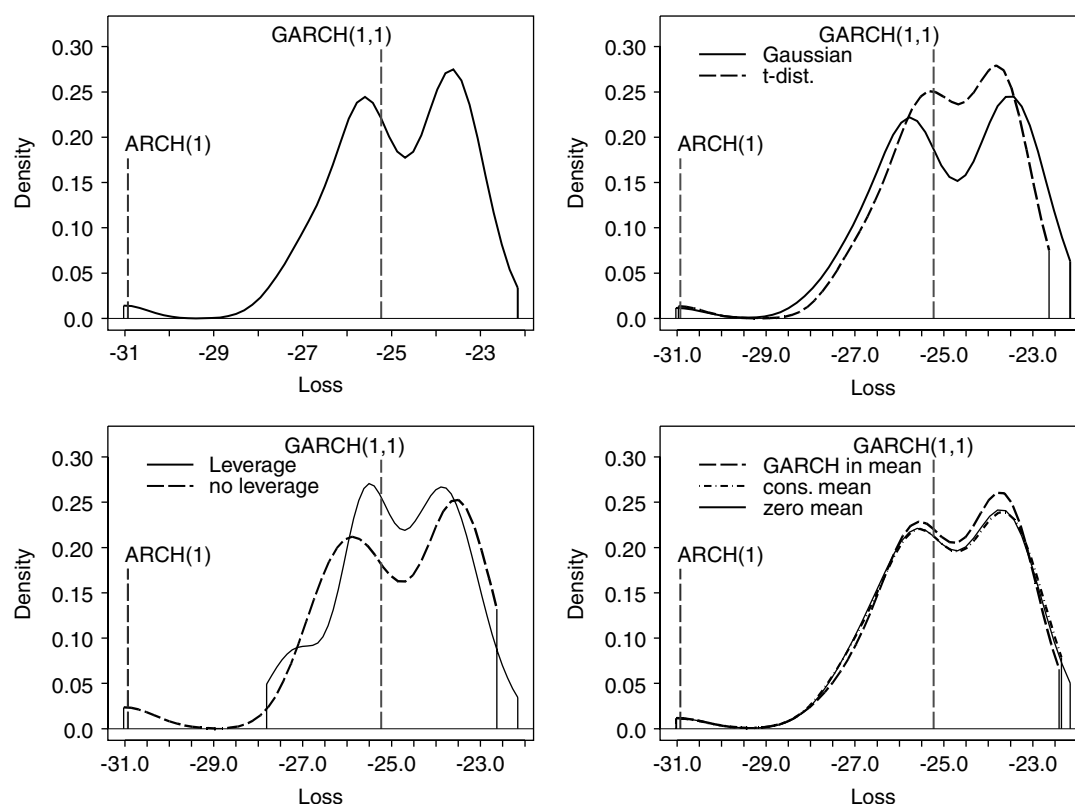 GARCH(1,1)
0.30
0.25
0.20
ARCH(1)
0.15
0.10
0.05
0.0
Density
-31
-29
-27
-25
-23
Loss
GARCH(1,1)
Gaussian
t-dist.
0.30
0.25
0.20
ARCH(1)
0.15
0.10
0.05
0.0
Density
-31.0
-29.0
-27.0
-25.0
-23.0
Loss
GARCH(1,1)
Leverage
no leverage
0.30
0.25
0.20
ARCH(1)
0.15
0.10
0.05
0.0
Density
-31.0
-29.0
-27.0
-25.0
-23.0
Loss
GARCH(1,1)
GARCH in mean
cons. mean
zero mean
0.30
0.25
0.20
ARCH(1)
0.15
0.10
0.05
0.0
Density
-31.0
-29.0
-27.0
-25.0
-23.0
Loss